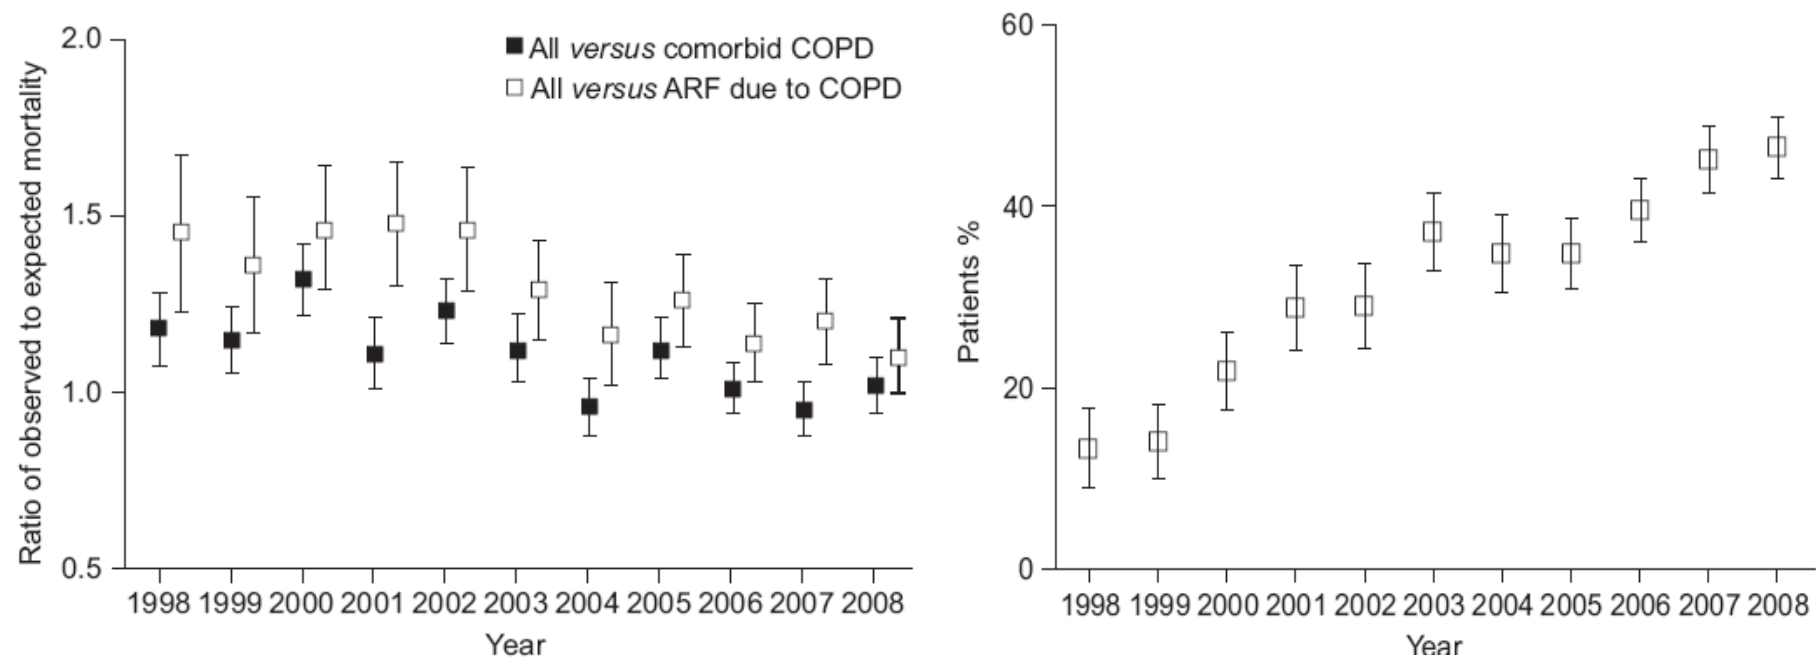 Ratio of observed to expected mortality
2.0
1.5
1.0
0.5
All versus comorbid COPD
All versus ARF due to COPD
1998 1999 2000 2001 2002 2003 2004 2005 2006 2007 2008
Year
Patients %
60
40
20
0
1998 1999 2000 2001 2002 2003 2004 2005 2006 2007 2008
Year